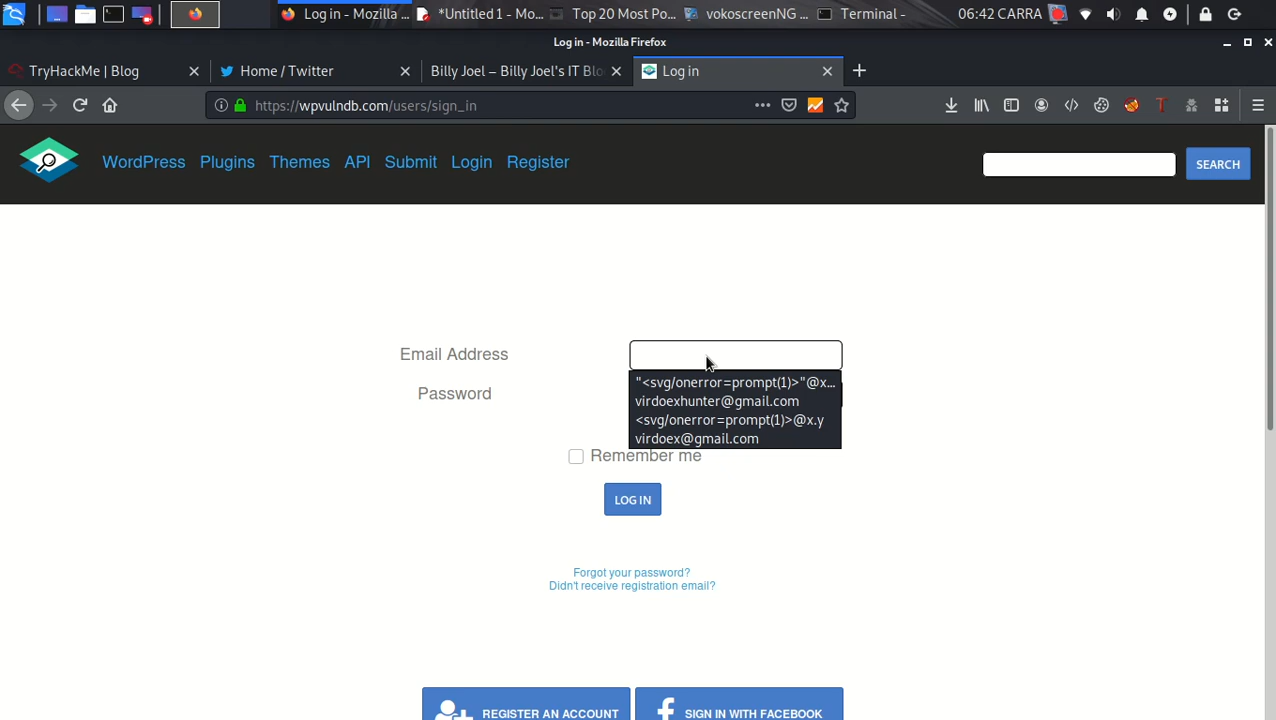 Log in - Mozilla ... *Untitled 1 - Mo... Top 20 Most Po... vokoscreenNG ... Terminal - 06:42 CARRA
Log in - Mozilla Firefox
TryHackMe | Blog Home / Twitter Billy Joel – Billy Joel's IT Blo Log in
https://wpvulndb.com/users/sign_in
WordPress Plugins Themes API Submit Login Register SEARCH
Email Address
"<svg/onerror=prompt(1)>"@x...
Password
virdoexhunter@gmail.com
<svg/onerror=prompt(1)>@x.y
virdoex@gmail.com
Remember me
LOG IN
Forgot your password?
Didn't receive registration email?
REGISTER AN ACCOUNT SIGN IN WITH FACEBOOK